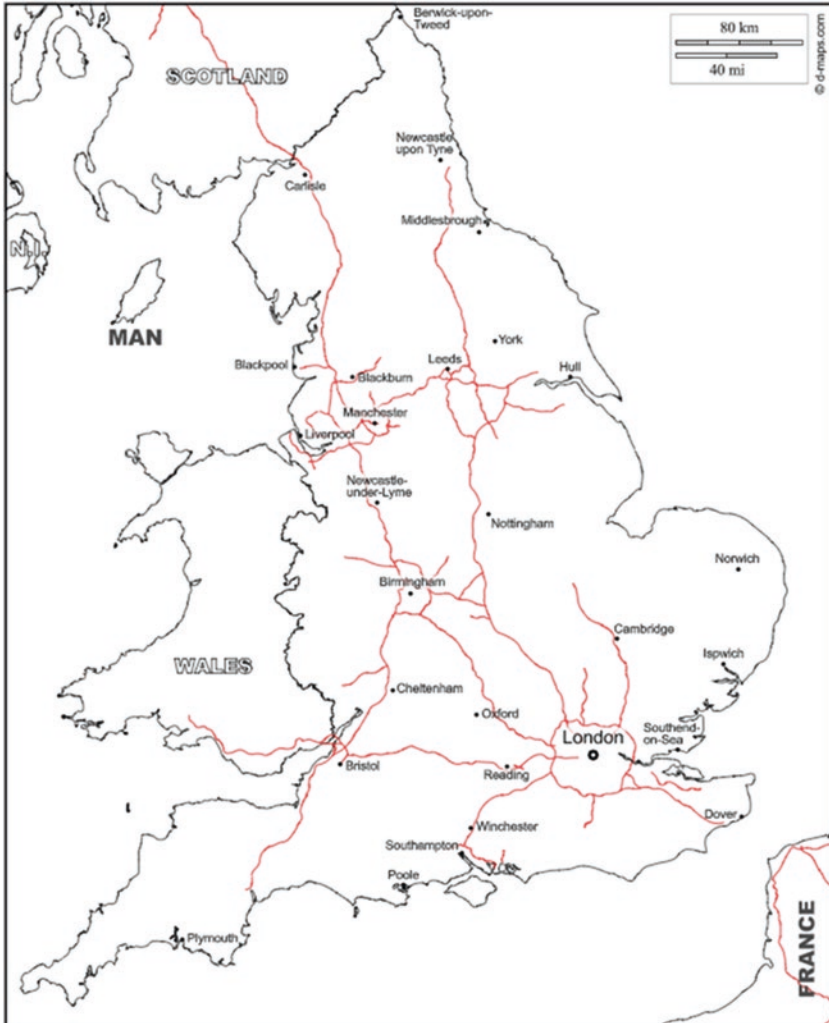 Berwick-upon-
Tweed
80 km
40 mi
© d-maps.com
SCOTLAND
Newcastle
upon Tyne
Carlisle
Middlesbrough
N.I.
MAN
York
Blackpool
Leeds
Hull
Blackburn
Manchester
Liverpool
Newcastle-
under-Lyme
Nottingham
Norwich
Birmingham
Cambridge
WALES
Ispwich
Cheltenham
Oxford
Southend-
on-Sea
London
Bristol
Reading
Dover
Winchester
Southampton
Poole
Plymouth
FRANCE